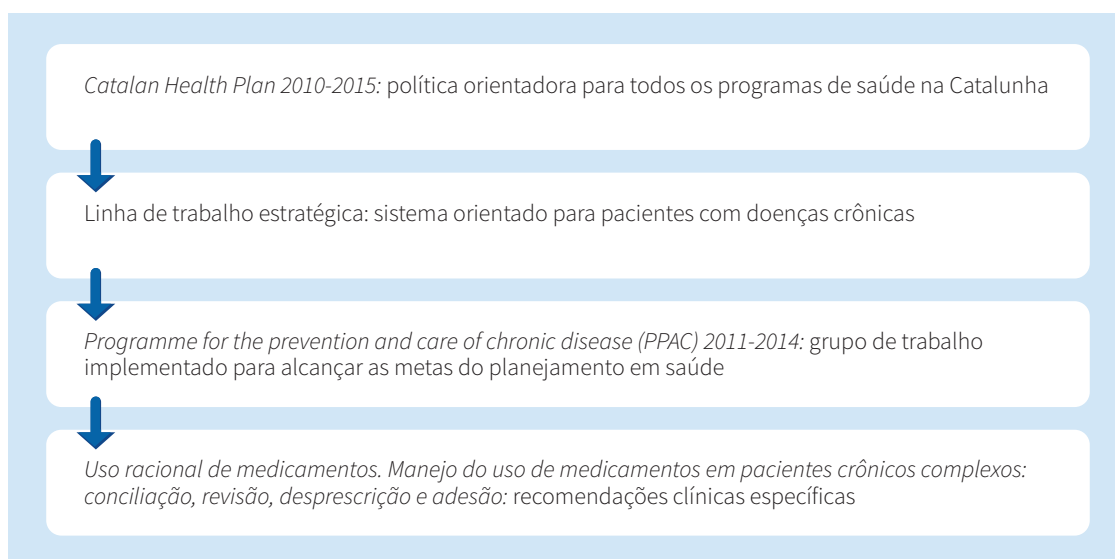 Catalan Health Plan 2010-2015: política orientadora para todos os programas de saúde na Catalunha
Linha de trabalho estratégica: sistema orientado para pacientes com doenças crônicas
Programme for the prevention and care of chronic disease (PPAC) 2011-2014: grupo de trabalho
implementado para alcançar as metas do planejamento em saúde
Uso racional de medicamentos. Manejo do uso de medicamentos em pacientes crônicos complexos:
conciliação, revisão, desprescrição e adesão: recomendações clínicas específicas